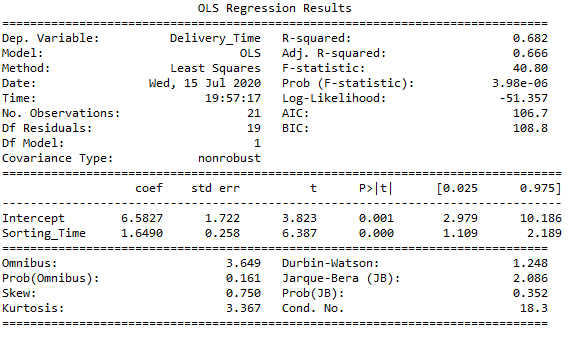 OLS Regression Results
==============================================================================
Dep. Variable:          Delivery_Time   R-squared:                       0.682
Model:                            OLS   Adj. R-squared:                  0.666
Method:                 Least Squares   F-statistic:                     40.80
Date:                Wed, 15 Jul 2020   Prob (F-statistic):           3.98e-06
Time:                        19:57:17   Log-Likelihood:                -51.357
No. Observations:                  21   AIC:                             106.7
Df Residuals:                      19   BIC:                             108.8
Df Model:                           1
Covariance Type:            nonrobust
================================================================================
                   coef    std err          t      P>|t|      [0.025      0.975]
--------------------------------------------------------------------------------
Intercept        6.5827      1.722      3.823      0.001       2.979      10.186
Sorting_Time     1.6490      0.258      6.387      0.000       1.109       2.189
==============================================================================
Omnibus:                        3.649   Durbin-Watson:                   1.248
Prob(Omnibus):                  0.161   Jarque-Bera (JB):                2.086
Skew:                           0.750   Prob(JB):                        0.352
Kurtosis:                       3.367   Cond. No.                         18.3
==============================================================================